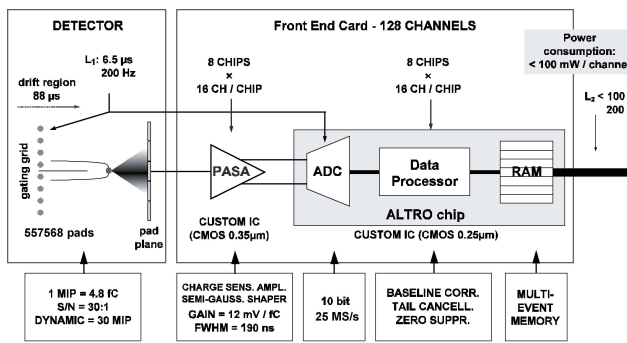 DETECTOR
Front End Card - 128 CHANNELS
Power
consumption:
< 100 mW / channe
L₁: 6.5 µs
200 Hz
drift region
88 µs
8 CHIPS
×
16 CH / CHIP
8 CHIPS
×
16 CH / CHIP
L₂ < 100
200
gating grid
PASA
ADC
Data
Processor
RAM
ALTRO chip
557568 pads
pad
plane
CUSTOM IC
(CMOS 0.35µm)
CUSTOM IC (CMOS 0.25µm)
1 MIP = 4.8 fC
S/N = 30:1
DYNAMIC = 30 MIP
CHARGE SENS. AMPL.
SEMI-GAUSS. SHAPER
GAIN = 12 mV / fC
FWHM = 190 ns
10 bit
25 MS/s
BASELINE CORR.
TAIL CANCELL.
ZERO SUPPR.
MULTI-
EVENT
MEMORY